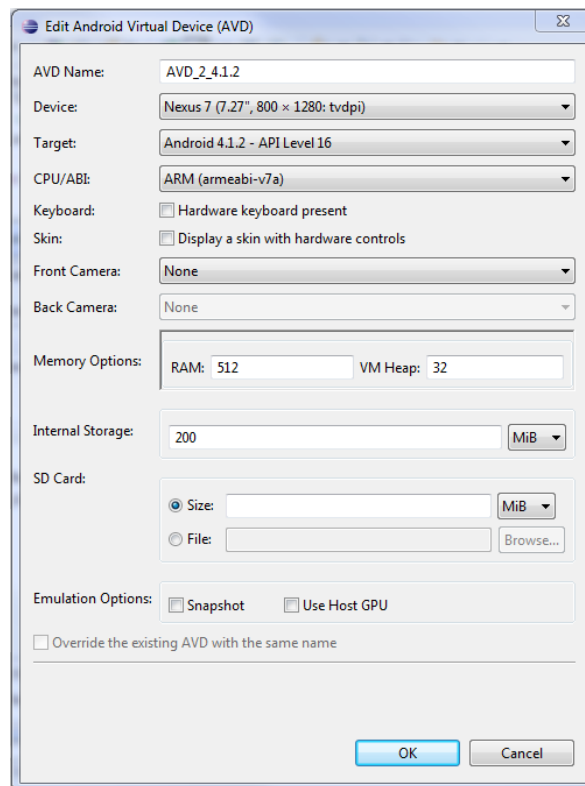 Edit Android Virtual Device (AVD)
AVD Name: AVD_2_4.1.2
Device: Nexus 7 (7.27", 800 × 1280: tvdpi)
Target: Android 4.1.2 - API Level 16
CPU/ABI: ARM (armeabi-v7a)
Keyboard: Hardware keyboard present
Skin: Display a skin with hardware controls
Front Camera: None
Back Camera: None
Memory Options: RAM: 512 VM Heap: 32
Internal Storage: 200 MiB
SD Card:
Size: MiB
File: Browse...
Emulation Options: Snapshot Use Host GPU
Override the existing AVD with the same name
OK Cancel